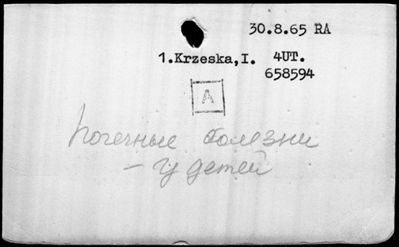 30.8.65 RA
1.Krzeska,I. 4UT.
658594
A
почечные болезни
- у детей